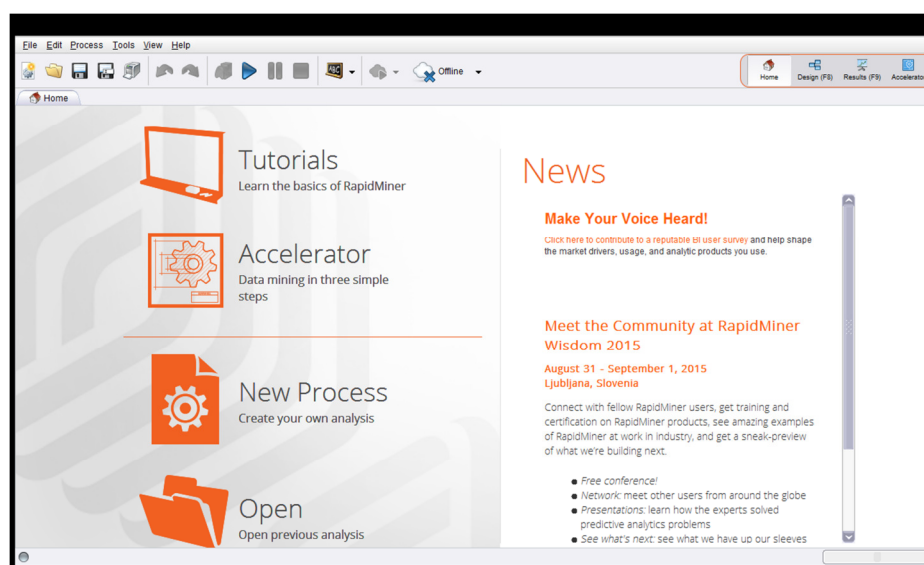 File Edit Process Tools View Help
Offline
Home Design (F8) Results (F9) Accelerato
Home
Tutorials
Learn the basics of RapidMiner
Accelerator
Data mining in three simple
steps
New Process
Create your own analysis
Open
Open previous analysis
News
Make Your Voice Heard!
Click here to contribute to a reputable BI user survey and help shape
the market drivers, usage, and analytic products you use.
Meet the Community at RapidMiner
Wisdom 2015
August 31 - September 1, 2015
Ljubljana, Slovenia
Connect with fellow RapidMiner users, get training and
certification on RapidMiner products, see amazing examples
of RapidMiner at work in industry, and get a sneak-preview
of what we're building next.
● Free conference!
● Network: meet other users from around the globe
● Presentations: learn how the experts solved
predictive analytics problems
● See what's next: see what we have up our sleeves